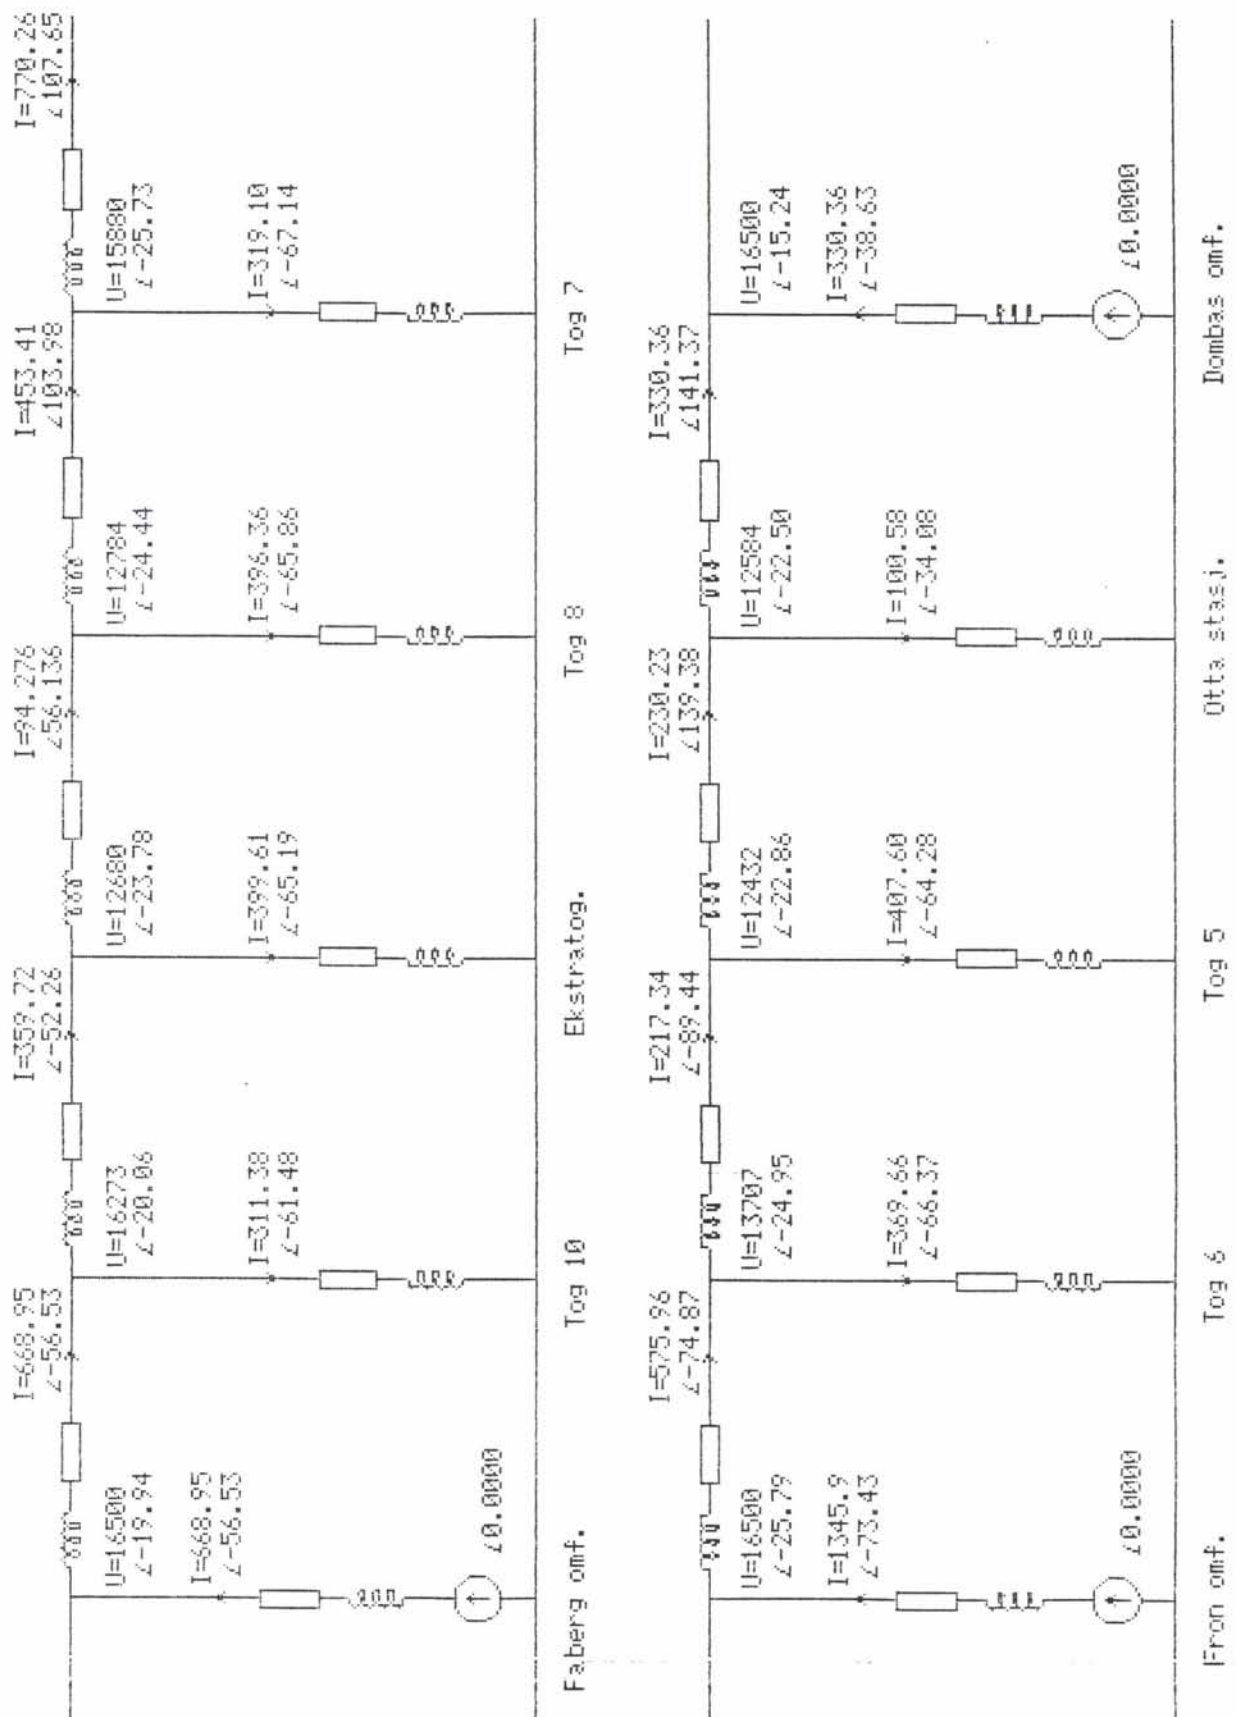 I=668.95
∠-56.53
I=359.72
∠-52.26
I=94.276
∠56.136
I=453.41
∠103.98
I=770.26
∠107.65
U=16500
∠-19.94
U=16273
∠-20.06
U=12680
∠-23.78
U=12784
∠-24.44
U=15880
∠-25.73
I=668.95
∠-56.53
I=311.38
∠-61.48
I=399.61
∠-65.19
I=396.36
∠-65.86
I=319.10
∠-67.14
∠0.0000
Faberg omf.
Tog 10
Ekstratog.
Tog 8
Tog 7
I=575.96
∠-74.87
I=217.34
∠-89.44
I=230.23
∠139.38
I=330.36
∠141.37
U=16500
∠-25.79
U=13707
∠-24.95
U=12432
∠-22.86
U=12584
∠-22.50
U=16500
∠-15.24
I=1345.9
∠-73.43
I=369.66
∠-66.37
I=407.60
∠-64.28
I=100.58
∠-34.08
I=330.36
∠-38.63
∠0.0000
∠0.0000
Fron omf.
Tog 6
Tog 5
Otta stasj.
Dombas omf.